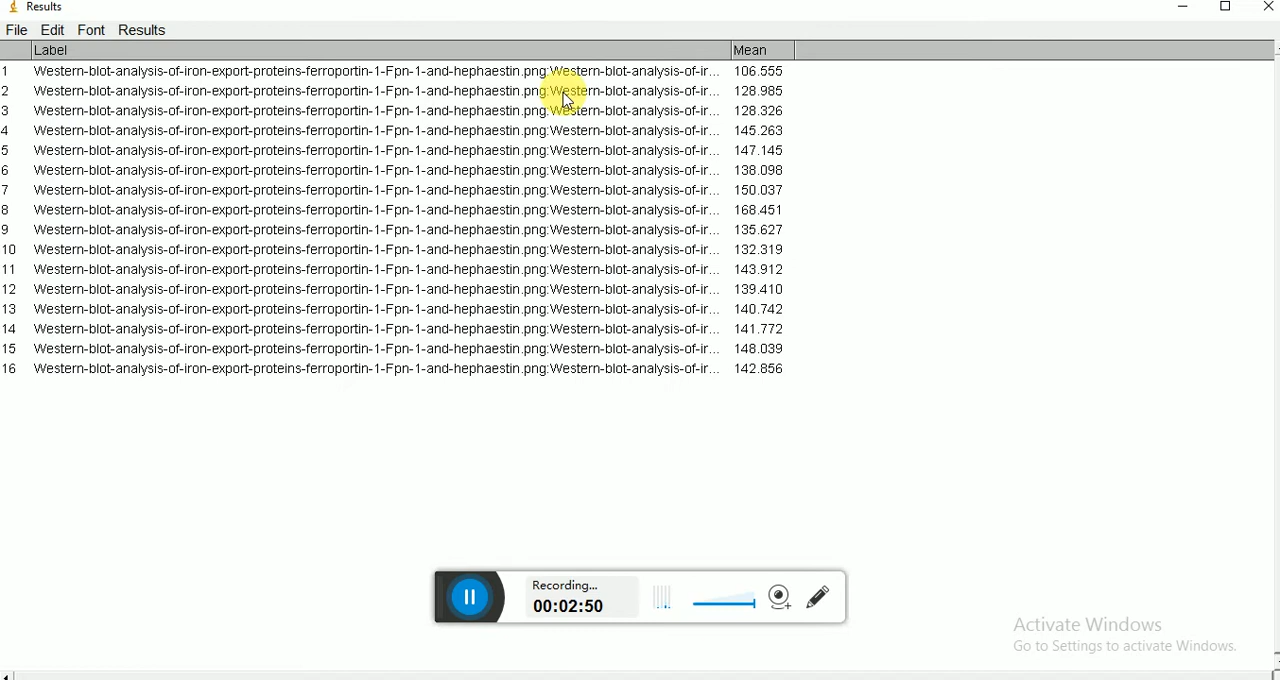 Results
File Edit Font Results
Label Mean
1 Western-blot-analysis-of-iron-export-proteins-ferroportin-1-Fpn-1-and-hephaestin.png:Western-blot-analysis-of-ir... 106.555
2 Western-blot-analysis-of-iron-export-proteins-ferroportin-1-Fpn-1-and-hephaestin.png:Western-blot-analysis-of-ir... 128.985
3 Western-blot-analysis-of-iron-export-proteins-ferroportin-1-Fpn-1-and-hephaestin.png:Western-blot-analysis-of-ir... 128.326
4 Western-blot-analysis-of-iron-export-proteins-ferroportin-1-Fpn-1-and-hephaestin.png:Western-blot-analysis-of-ir... 145.263
5 Western-blot-analysis-of-iron-export-proteins-ferroportin-1-Fpn-1-and-hephaestin.png:Western-blot-analysis-of-ir... 147.145
6 Western-blot-analysis-of-iron-export-proteins-ferroportin-1-Fpn-1-and-hephaestin.png:Western-blot-analysis-of-ir... 138.098
7 Western-blot-analysis-of-iron-export-proteins-ferroportin-1-Fpn-1-and-hephaestin.png:Western-blot-analysis-of-ir... 150.037
8 Western-blot-analysis-of-iron-export-proteins-ferroportin-1-Fpn-1-and-hephaestin.png:Western-blot-analysis-of-ir... 168.451
9 Western-blot-analysis-of-iron-export-proteins-ferroportin-1-Fpn-1-and-hephaestin.png:Western-blot-analysis-of-ir... 135.627
10 Western-blot-analysis-of-iron-export-proteins-ferroportin-1-Fpn-1-and-hephaestin.png:Western-blot-analysis-of-ir... 132.319
11 Western-blot-analysis-of-iron-export-proteins-ferroportin-1-Fpn-1-and-hephaestin.png:Western-blot-analysis-of-ir... 143.912
12 Western-blot-analysis-of-iron-export-proteins-ferroportin-1-Fpn-1-and-hephaestin.png:Western-blot-analysis-of-ir... 139.410
13 Western-blot-analysis-of-iron-export-proteins-ferroportin-1-Fpn-1-and-hephaestin.png:Western-blot-analysis-of-ir... 140.742
14 Western-blot-analysis-of-iron-export-proteins-ferroportin-1-Fpn-1-and-hephaestin.png:Western-blot-analysis-of-ir... 141.772
15 Western-blot-analysis-of-iron-export-proteins-ferroportin-1-Fpn-1-and-hephaestin.png:Western-blot-analysis-of-ir... 148.039
16 Western-blot-analysis-of-iron-export-proteins-ferroportin-1-Fpn-1-and-hephaestin.png:Western-blot-analysis-of-ir... 142.856
Recording...
00:02:50
Activate Windows
Go to Settings to activate Windows.